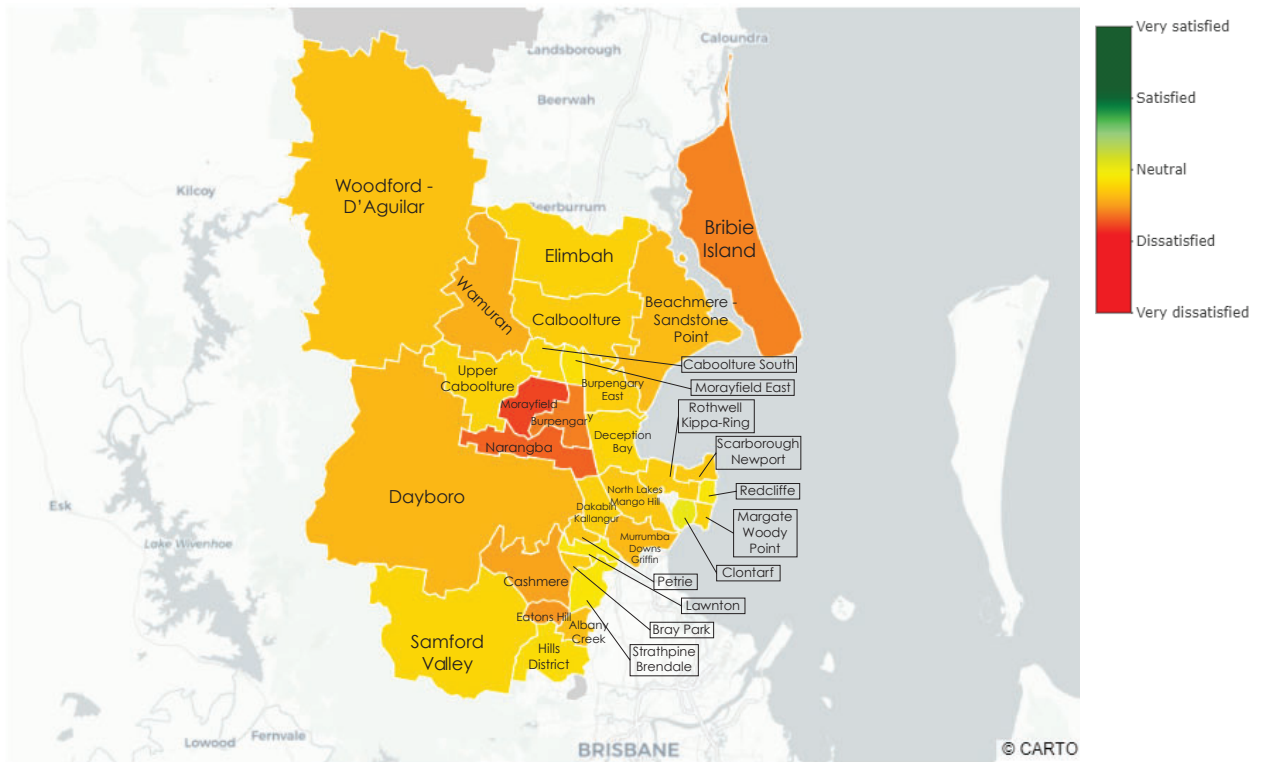 Very satisfied
Satisfied
Neutral
Dissatisfied
Very dissatisfied
Caloundra
Landsborough
Beerwah
Kilcoy
Woodford -
D'Aguilar
Beerburrum
Bribie
Island
Elimbah
Wamuran
Beachmere -
Sandstone
Point
Calboolture
Caboolture South
Upper
Caboolture
Morayfield East
Burpengary
East
Morayfield
Burpengary
Rothwell
Kippa-Ring
Deception
Bay
Narangba
Scarborough
Newport
Dayboro
North Lakes
Mango Hill
Redcliffe
Esk
Dakabin
Kallangur
Margate
Woody
Point
Lake Wivenhoe
Murrumba
Downs
Griffin
Clontarf
Cashmere
Petrie
Lawnton
Eatons Hill
Albany
Creek
Bray Park
Samford
Valley
Hills
District
Strathpine
Brendale
Lowood
Fernvale
BRISBANE
© CARTO